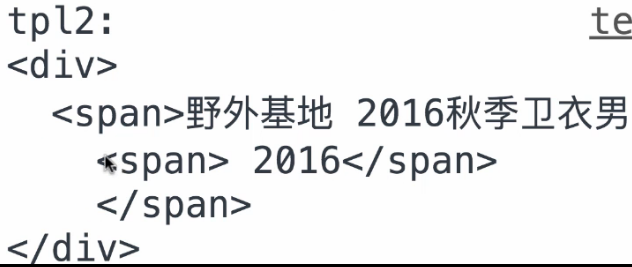 tpl2: te
<div>
<span>野外基地 2016秋季卫衣男
<span> 2016</span>
</span>
</div>